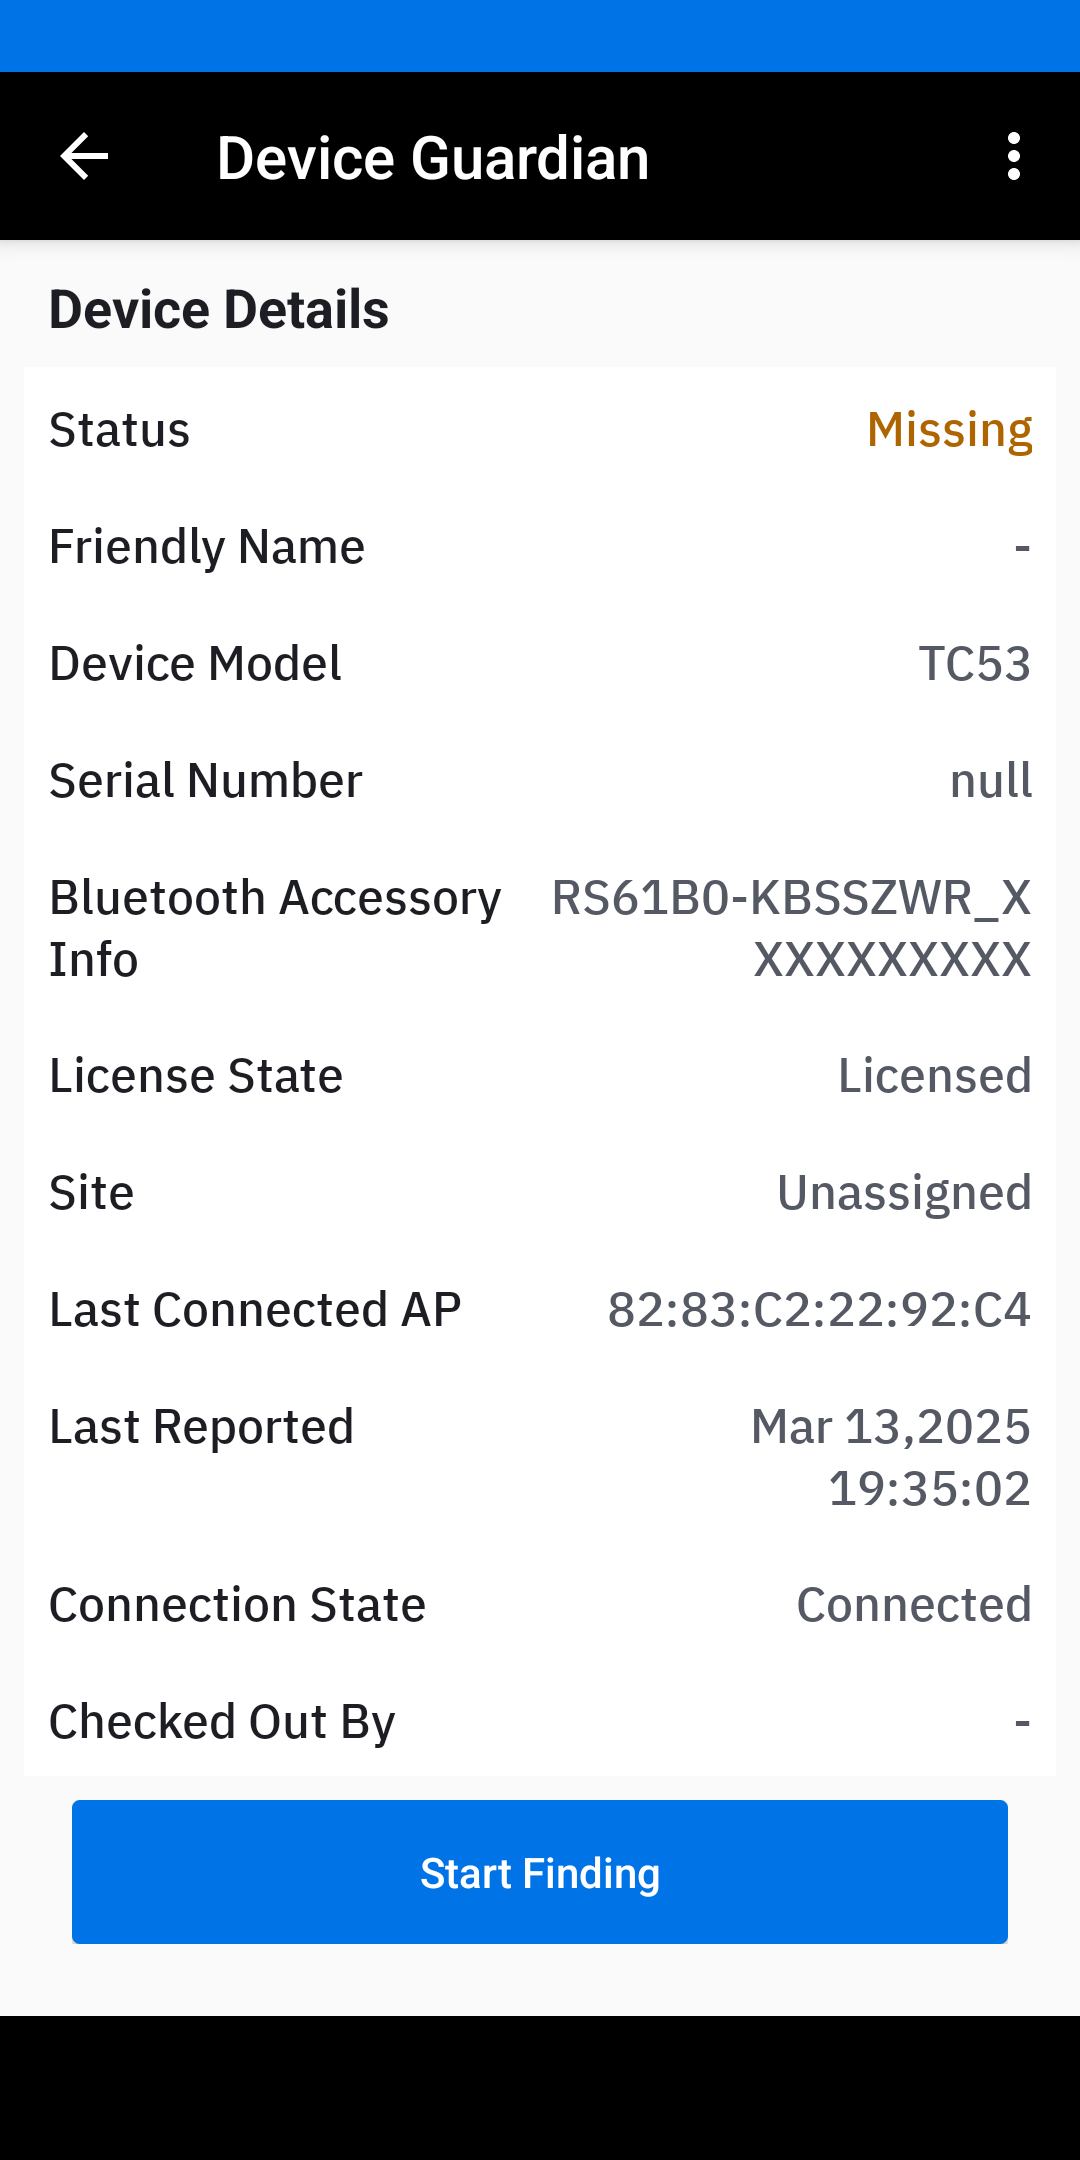 Device Guardian
Device Details
Status Missing
Friendly Name -
Device Model TC53
Serial Number null
Bluetooth Accessory RS61B0-KBSSZWR_X
Info XXXXXXXXX
License State Licensed
Site Unassigned
Last Connected AP 82:83:C2:22:92:C4
Last Reported Mar 13,2025
19:35:02
Connection State Connected
Checked Out By -
Start Finding